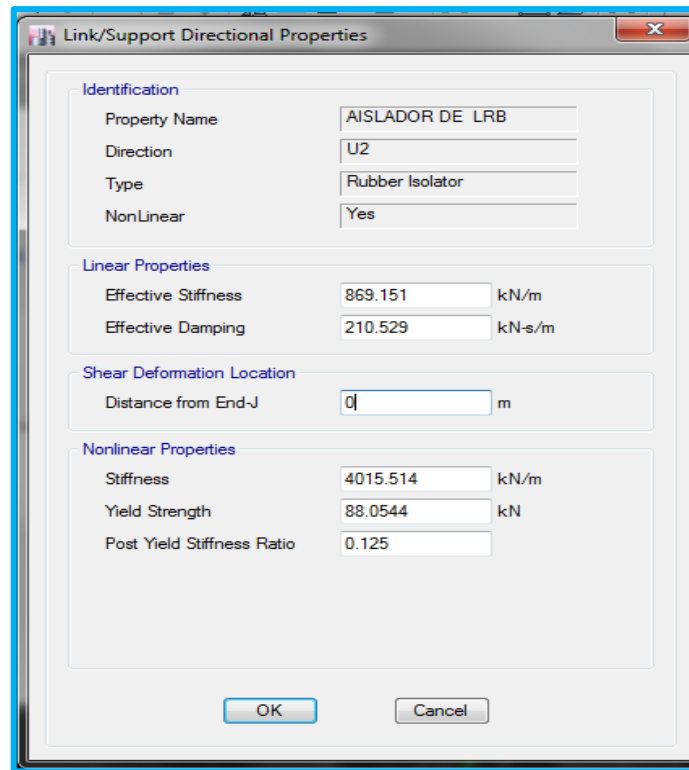 Link/Support Directional Properties
Identification
Property Name AISLADOR DE LRB
Direction U2
Type Rubber Isolator
NonLinear Yes
Linear Properties
Effective Stiffness 869.151 kN/m
Effective Damping 210.529 kN-s/m
Shear Deformation Location
Distance from End-J 0 m
Nonlinear Properties
Stiffness 4015.514 kN/m
Yield Strength 88.0544 kN
Post Yield Stiffness Ratio 0.125
OK Cancel